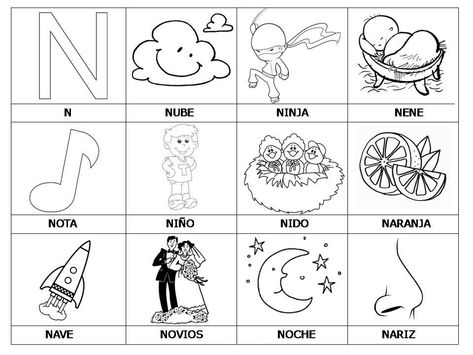 N
N NUBE NINJA NENE
NOTA NIÑO NIDO NARANJA
NAVE NOVIOS NOCHE NARIZ